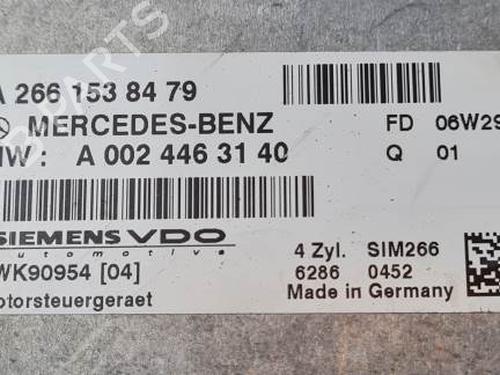 A 266 153 84 79
MERCEDES-BENZ
FD 06W29
HW : A 002 446 31 40
Q 01
SIEMENS VDO
Automotive
5WK90954 [04]
4 Zyl. SIM266
6286 0452
Motorsteuergeraet
Made in Germany